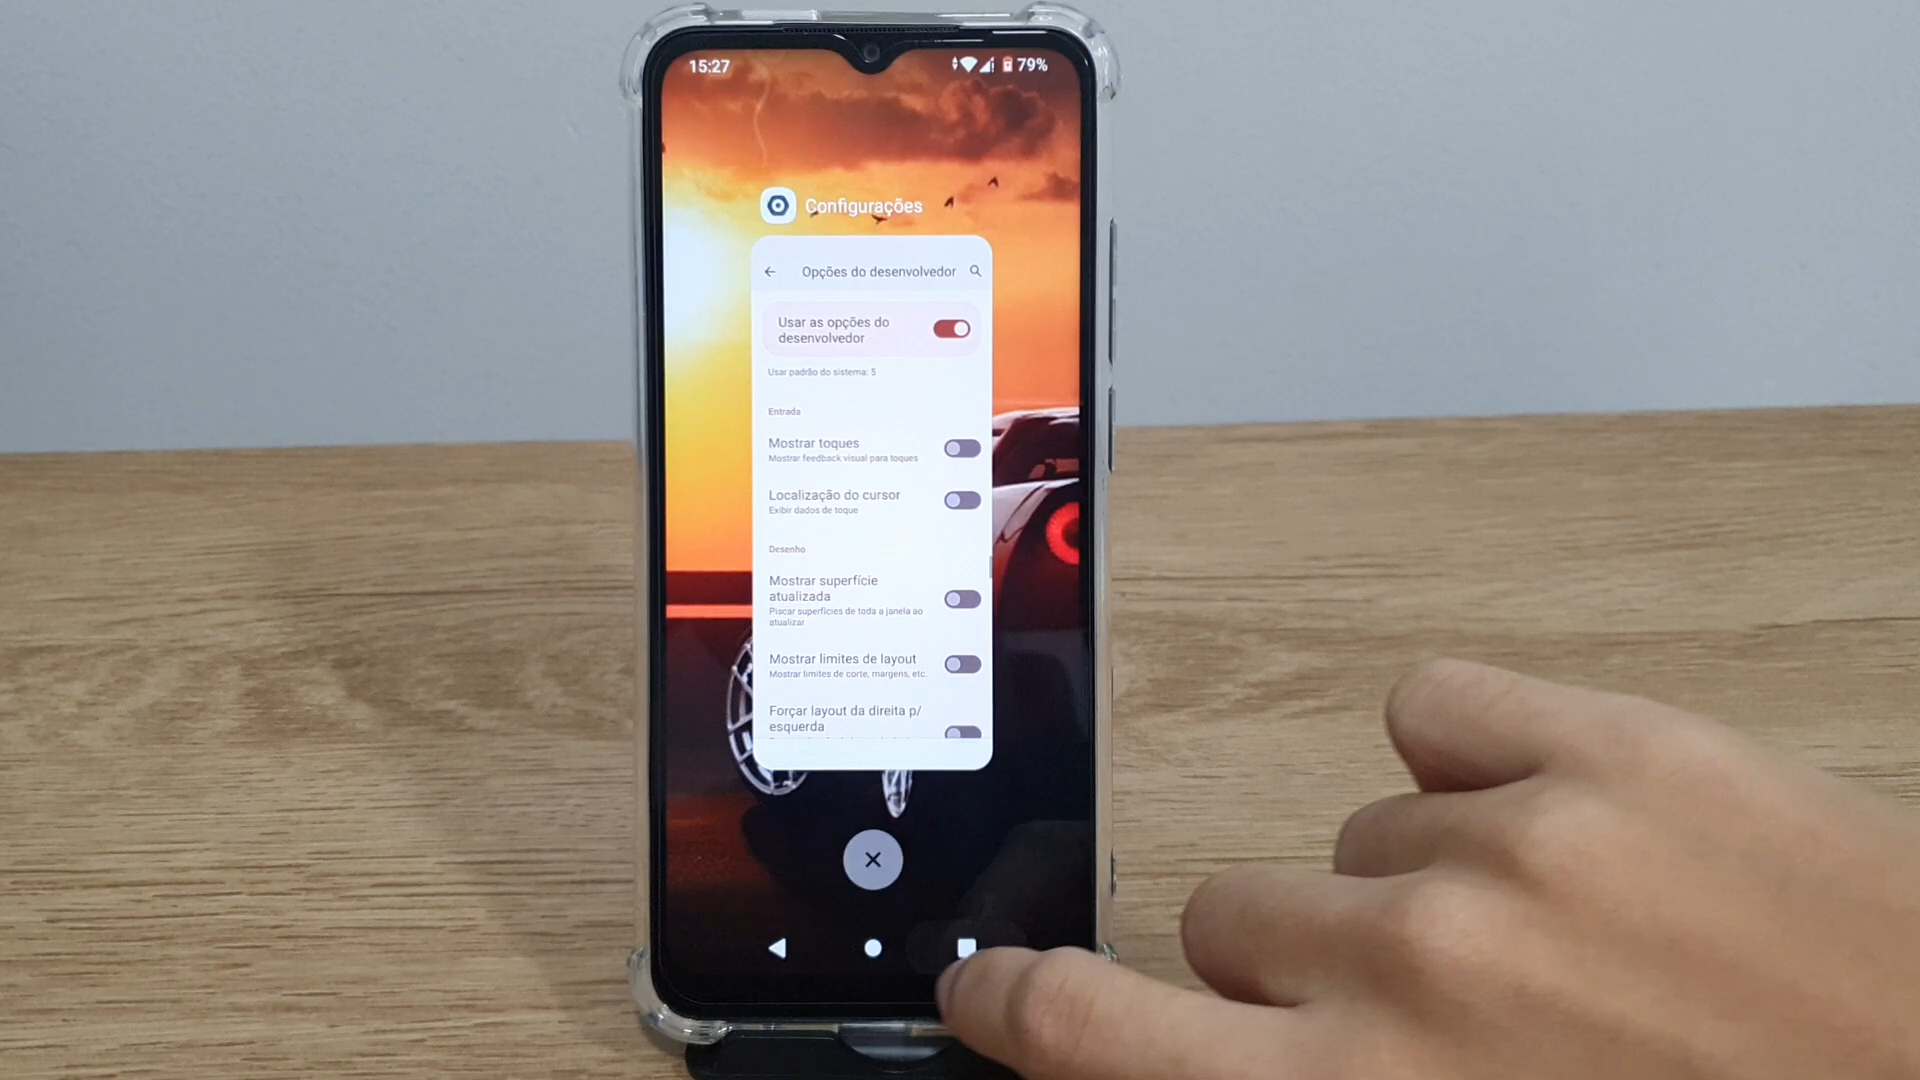 15:27
79%
Configurações
Opções do desenvolvedor
Usar as opções do
desenvolvedor
Usar padrão do sistema: 5
Entrada
Mostrar toques
Mostrar feedback visual para toques
Localização do cursor
Exibir dados de toque
Desenho
Mostrar superfície
atualizada
Piscar superfícies de toda a janela ao
atualizar
Mostrar limites de layout
Mostrar limites de corte, margens, etc.
Forçar layout da direita p/
esquerda